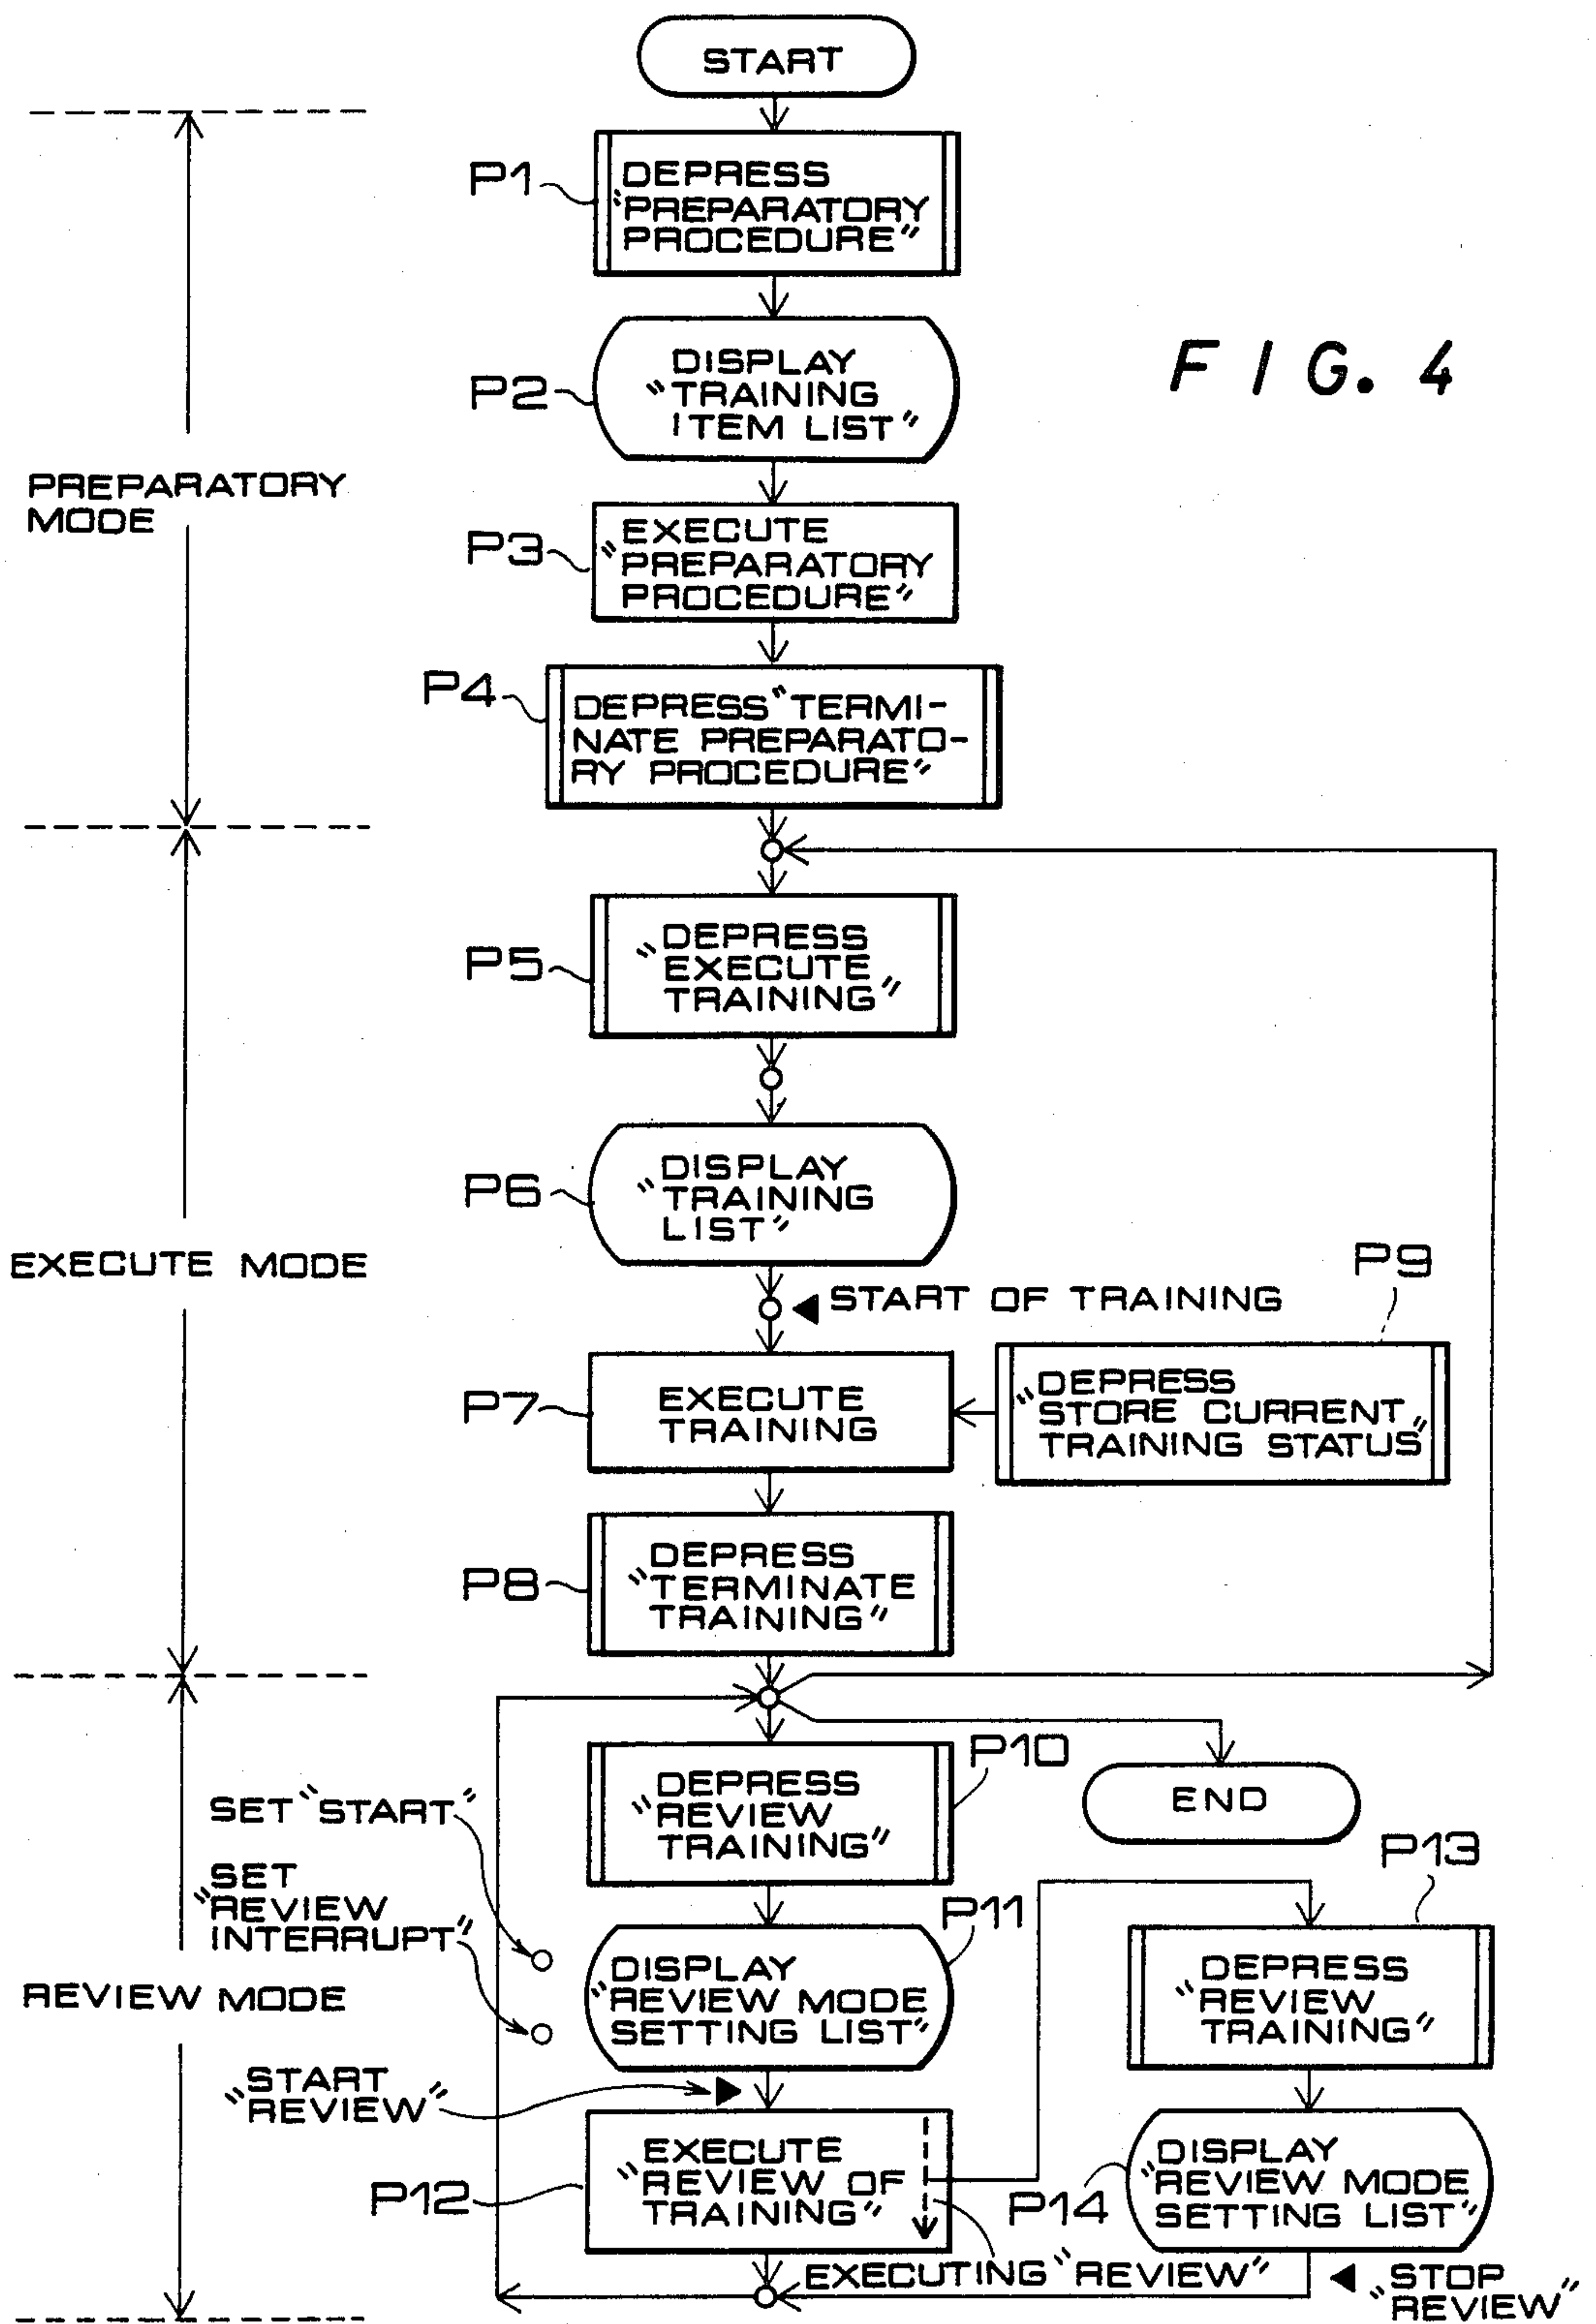 START
P1
DEPRESS
"PREPARATORY
PROCEDURE"
P2
DISPLAY
"TRAINING
ITEM LIST"
FIG. 4
PREPARATORY
MODE
P3
EXECUTE
"PREPARATORY
PROCEDURE"
P4
DEPRESS "TERMI-
NATE PREPARATO-
RY PROCEDURE"
P5
DEPRESS
"EXECUTE
TRAINING"
P6
DISPLAY
"TRAINING
LIST"
EXECUTE MODE
START OF TRAINING
P7
EXECUTE
TRAINING
P9
DEPRESS
"STORE CURRENT
TRAINING STATUS"
P8
DEPRESS
"TERMINATE
TRAINING"
P10
DEPRESS
"REVIEW
TRAINING"
END
SET "START"
SET
"REVIEW
INTERRUPT"
REVIEW MODE
P11
DISPLAY
"REVIEW MODE
SETTING LIST"
P13
DEPRESS
"REVIEW
TRAINING"
"START
REVIEW"
P12
EXECUTE
"REVIEW OF
TRAINING"
P14
DISPLAY
"REVIEW MODE
SETTING LIST"
EXECUTING "REVIEW"
"STOP
REVIEW"